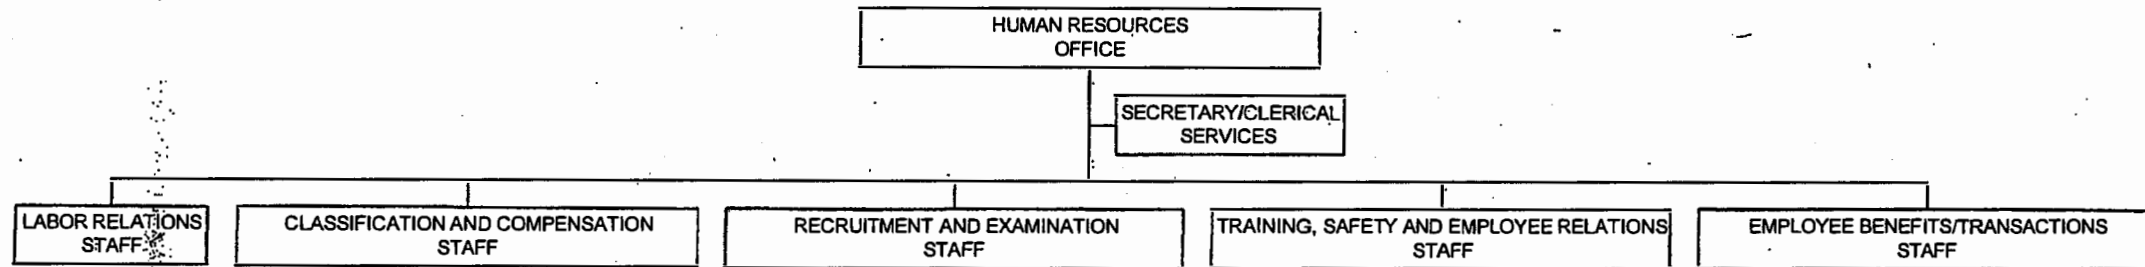 HUMAN RESOURCES
OFFICE
SECRETARY/CLERICAL
SERVICES
LABOR RELATIONS
STAFF
CLASSIFICATION AND COMPENSATION
STAFF
RECRUITMENT AND EXAMINATION
STAFF
TRAINING, SAFETY AND EMPLOYEE RELATIONS
STAFF
EMPLOYEE BENEFITS/TRANSACTIONS
STAFF